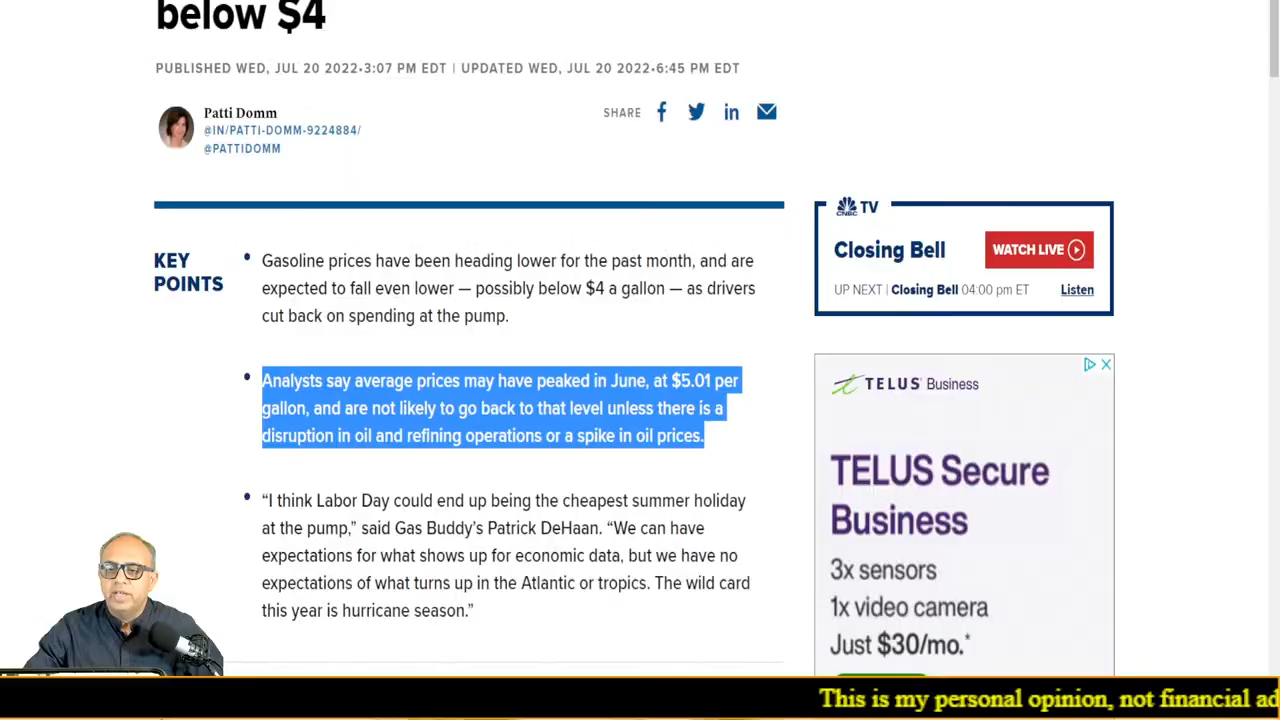 below $4
PUBLISHED WED, JUL 20 2022•3:07 PM EDT | UPDATED WED, JUL 20 2022•6:45 PM EDT
Patti Domm
@IN/PATTI-DOMM-9224884/
@PATTIDOMM
SHARE
KEY
POINTS
• Gasoline prices have been heading lower for the past month, and are
expected to fall even lower — possibly below $4 a gallon — as drivers
cut back on spending at the pump.
• Analysts say average prices may have peaked in June, at $5.01 per
gallon, and are not likely to go back to that level unless there is a
disruption in oil and refining operations or a spike in oil prices.
• “I think Labor Day could end up being the cheapest summer holiday
at the pump,” said Gas Buddy’s Patrick DeHaan. “We can have
expectations for what shows up for economic data, but we have no
expectations of what turns up in the Atlantic or tropics. The wild card
this year is hurricane season.”
CNBC TV
Closing Bell
WATCH LIVE
UP NEXT | Closing Bell 04:00 pm ET
Listen
TELUS Business
TELUS Secure
Business
3x sensors
1x video camera
Just $30/mo.*
This is my personal opinion, not financial ad